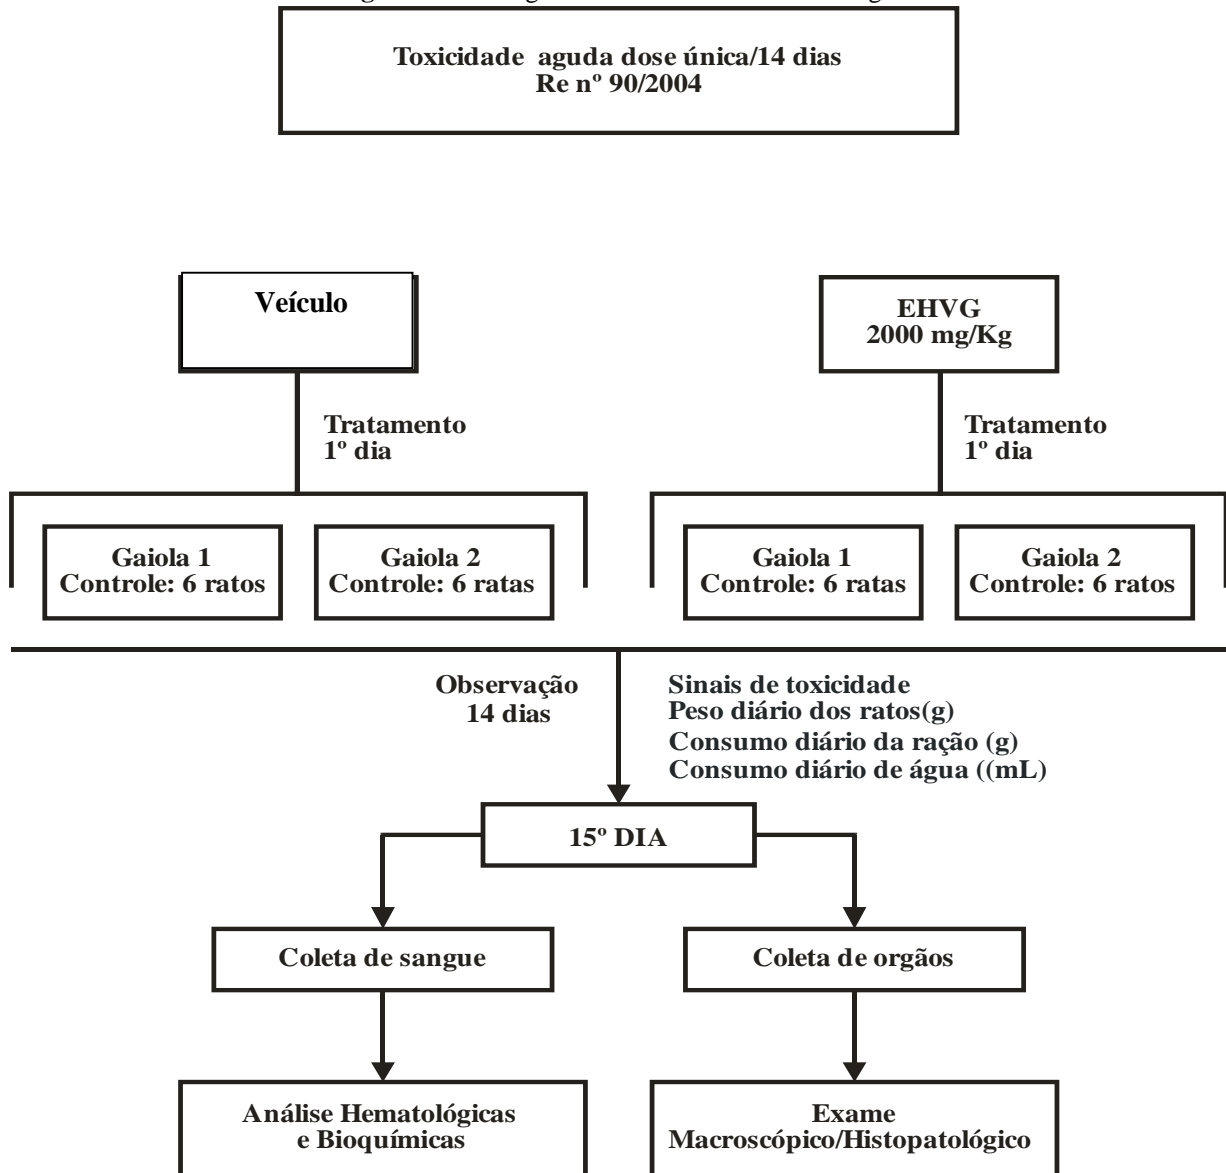 Toxicidade aguda dose única/14 dias
Re nº 90/2004
Veículo
EHVG
2000 mg/Kg
Tratamento
1º dia
Tratamento
1º dia
Gaiola 1
Controle: 6 ratos
Gaiola 2
Controle: 6 ratas
Gaiola 1
Controle: 6 ratas
Gaiola 2
Controle: 6 ratos
Observação
14 dias
Sinais de toxicidade
Peso diário dos ratos(g)
Consumo diário da ração (g)
Consumo diário de água ((mL)
15º DIA
Coleta de sangue
Coleta de orgãos
Análise Hematológicas
e Bioquímicas
Exame
Macroscópico/Histopatológico